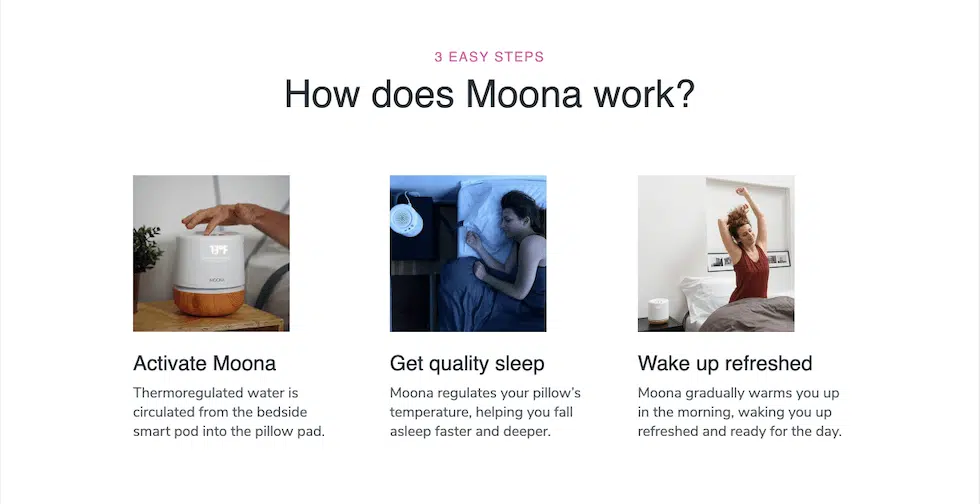 3 EASY STEPS
How does Moona work?
Activate Moona
Thermoregulated water is
circulated from the bedside
smart pod into the pillow pad.
Get quality sleep
Moona regulates your pillow's
temperature, helping you fall
asleep faster and deeper.
Wake up refreshed
Moona gradually warms you up
in the morning, waking you up
refreshed and ready for the day.